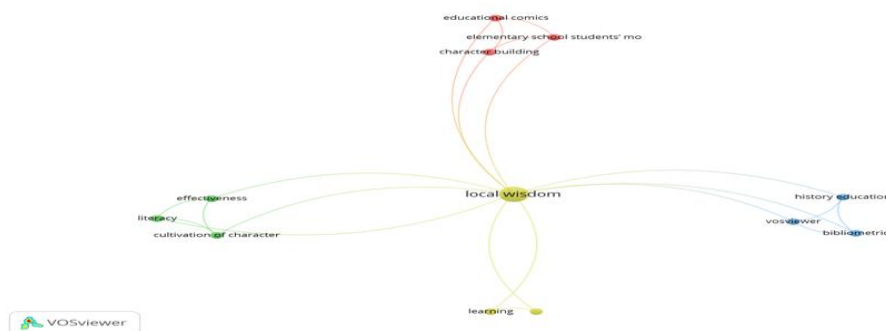 educational comics
elementary school students' mo
character building
local wisdom
effectiveness
literacy
cultivation of character
history education
vosviewer
bibliometric
learning
VOSviewer